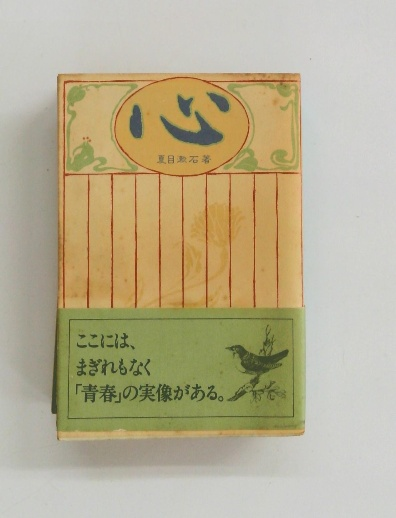 心
夏目漱石著
ここには、
まぎれもなく
「青春」の実像がある。